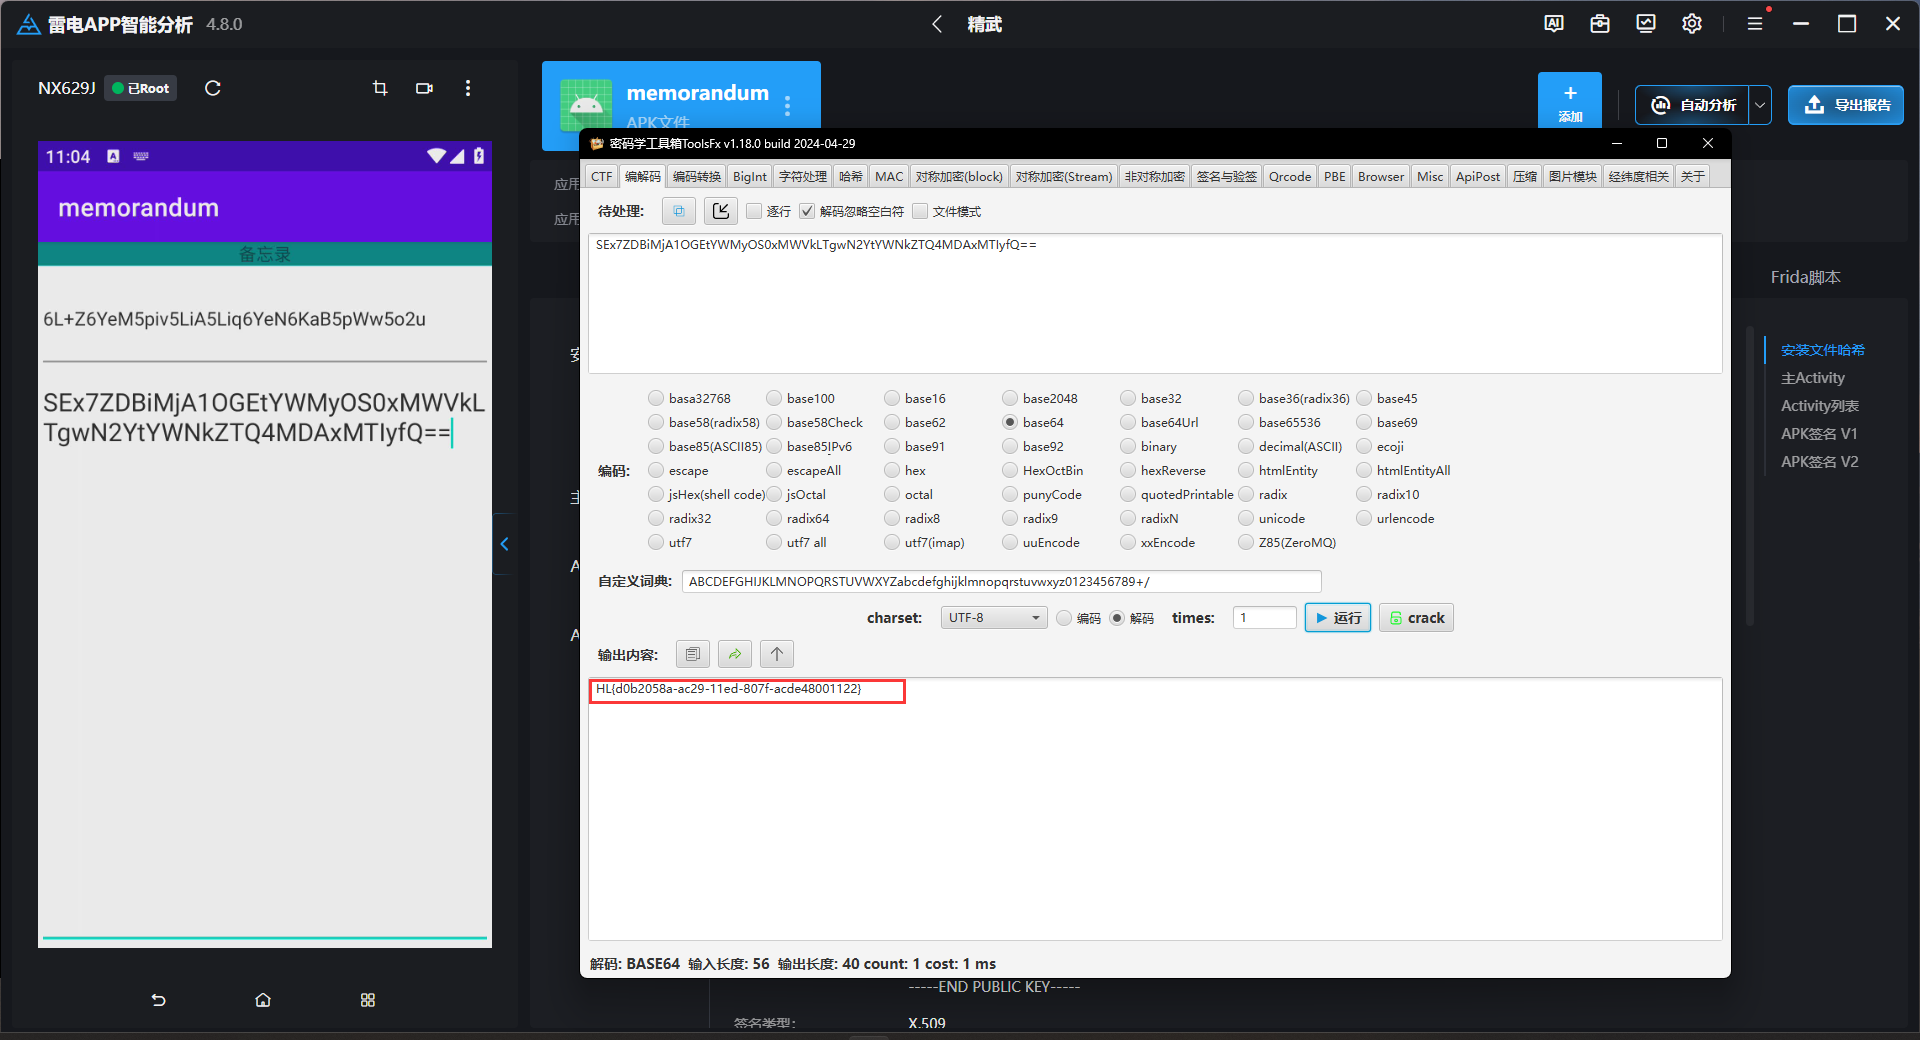 雷电APP智能分析 4.8.0
精武
NX629J 已Root
memorandum
APK文件
添加
自动分析
导出报告
11:04
memorandum
备忘录
6L+Z6YeM5piv5LiA5Liq6YeN6KaB5pWw5o2u
SEx7ZDBiMjA1OGEtYWMyOS0xMWVkL
TgwN2YtYWNkZTQ4MDAxMTIyfQ==
应用
应用
安
主
A
A
密码学工具箱ToolsFx v1.18.0 build 2024-04-29
CTF 编解码 编码转换 BigInt 字符处理 哈希 MAC 对称加密(block) 对称加密(Stream) 非对称加密 签名与验签 Qrcode PBE Browser Misc ApiPost 压缩 图片模块 经纬度相关 关于
待处理: 逐行 解码忽略空白符 文件模式
SEx7ZDBiMjA1OGEtYWMyOS0xMWVkLTgwN2YtYWNkZTQ4MDAxMTIyfQ==
basa32768 base100 base16 base2048 base32 base36(radix36) base45
base58(radix58) base58Check base62 base64 base64Url base65536 base69
base85(ASCII85) base85IPv6 base91 base92 binary decimal(ASCII) ecoji
编码: escape escapeAll hex HexOctBin hexReverse htmlEntity htmlEntityAll
jsHex(shell code) jsOctal octal punyCode quotedPrintable radix radix10
radix32 radix64 radix8 radix9 radixN unicode urlencode
utf7 utf7 all utf7(imap) uuEncode xxEncode Z85(ZeroMQ)
自定义词典: ABCDEFGHIJKLMNOPQRSTUVWXYZabcdefghijklmnopqrstuvwxyz0123456789+/
charset: UTF-8 编码 解码 times: 1 运行 crack
输出内容:
HL{d0b2058a-ac29-11ed-807f-acde48001122}
解码: BASE64 输入长度: 56 输出长度: 40 count: 1 cost: 1 ms
-----END PUBLIC KEY-----
签名类型: X.509
Frida脚本
安装文件哈希
主Activity
Activity列表
APK签名 V1
APK签名 V2